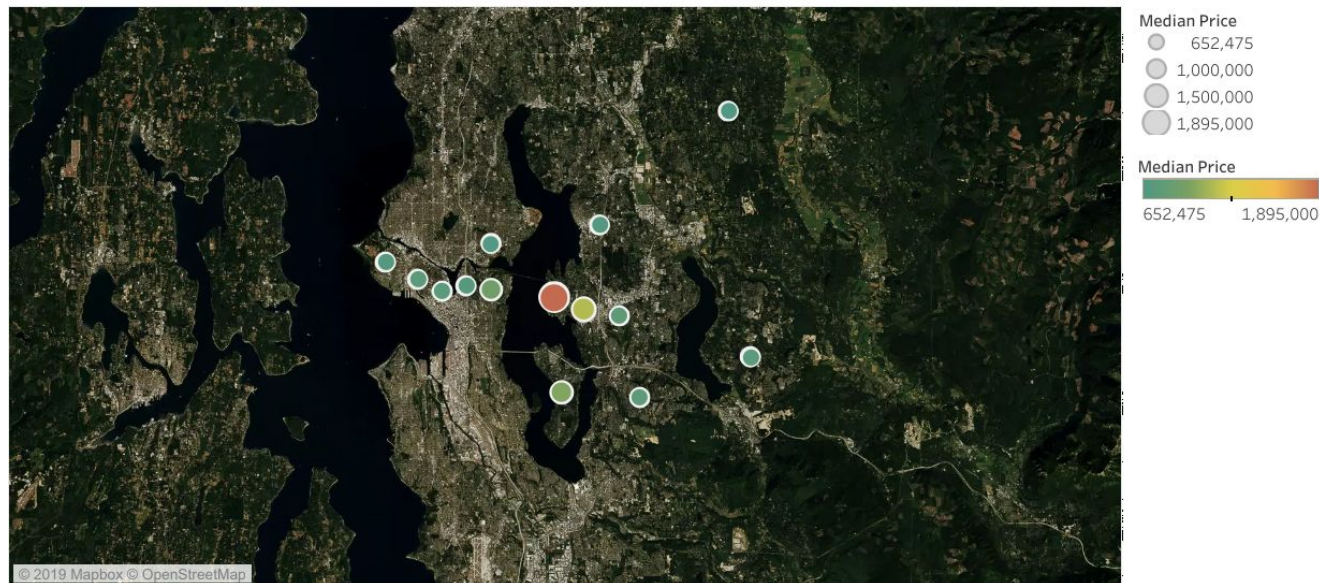 Median Price
652,475
1,000,000
1,500,000
1,895,000
Median Price
652,475 1,895,000
© 2019 Mapbox © OpenStreetMap